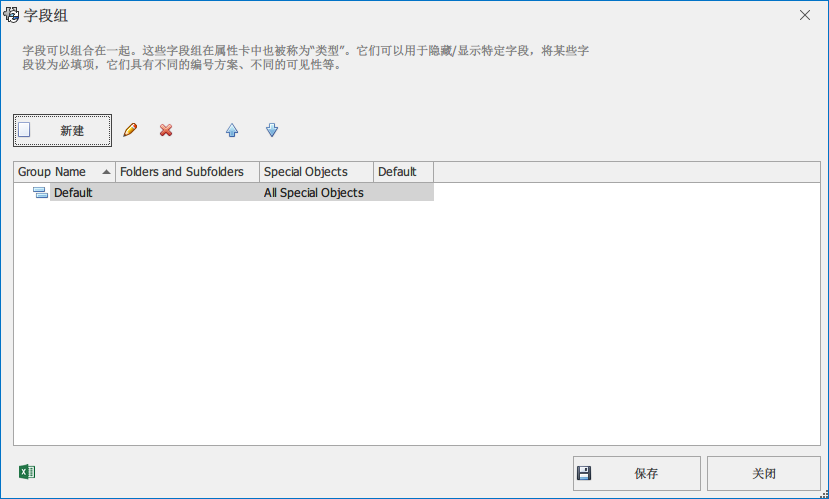 字段组
字段可以组合在一起。这些字段组在属性卡中也被称为“类型”。它们可以用于隐藏/显示特定字段，将某些字
段设为必填项，它们具有不同的编号方案、不同的可见性等。
新建
Group Name Folders and Subfolders Special Objects Default
Default All Special Objects
保存 关闭